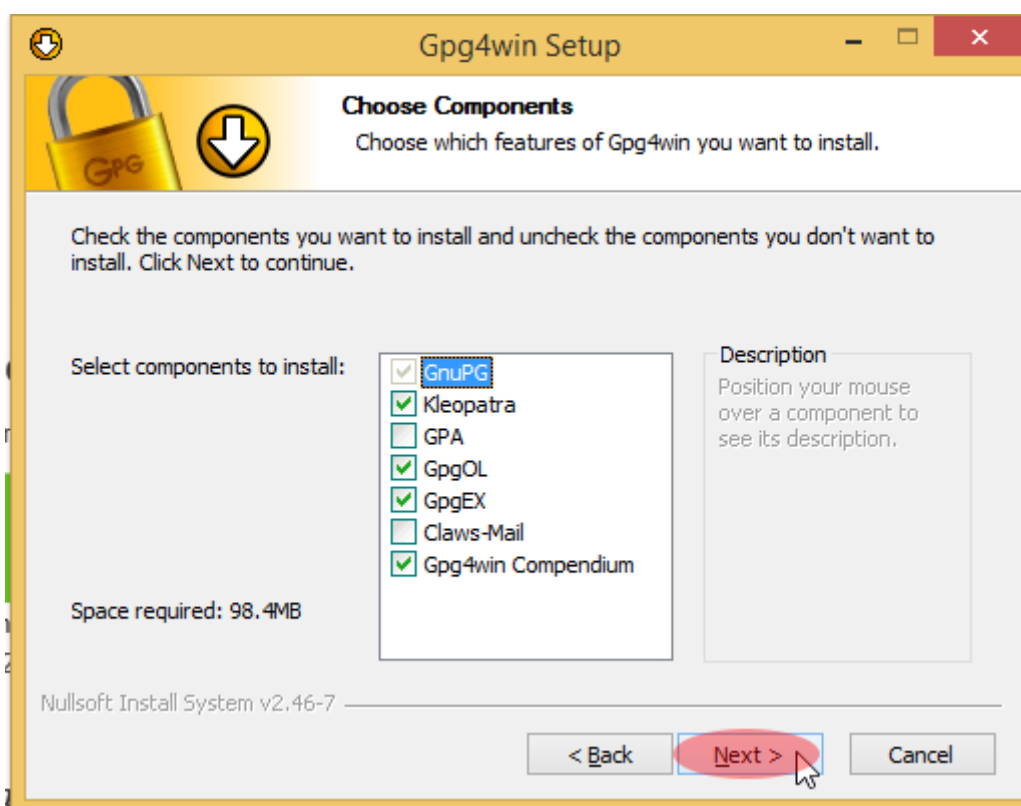 Gpg4win Setup
GPG
Choose Components
Choose which features of Gpg4win you want to install.
Check the components you want to install and uncheck the components you don't want to
install. Click Next to continue.
Select components to install:
GnuPG
Kleopatra
GPA
GpgOL
GpgEX
Claws-Mail
Gpg4win Compendium
Description
Position your mouse
over a component to
see its description.
Space required: 98.4MB
Nullsoft Install System v2.46-7
< Back
Next >
Cancel